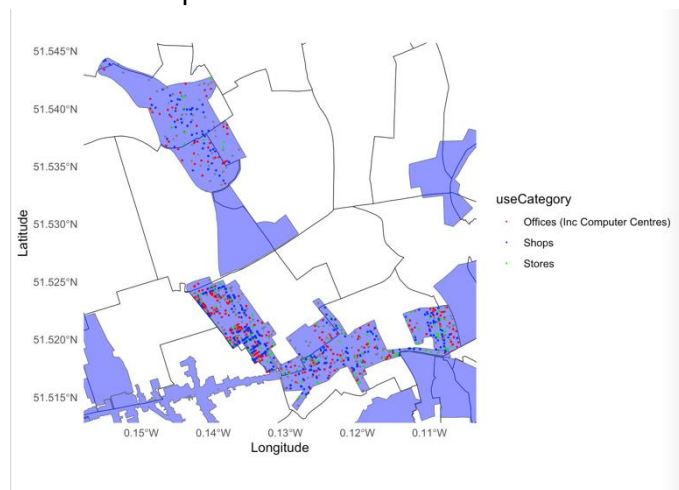 51.545°N
51.540°N
51.535°N
51.530°N
51.525°N
51.520°N
51.515°N
Latitude
0.15°W 0.14°W 0.13°W 0.12°W 0.11°W
Longitude
useCategory
Offices (Inc Computer Centres)
Shops
Stores